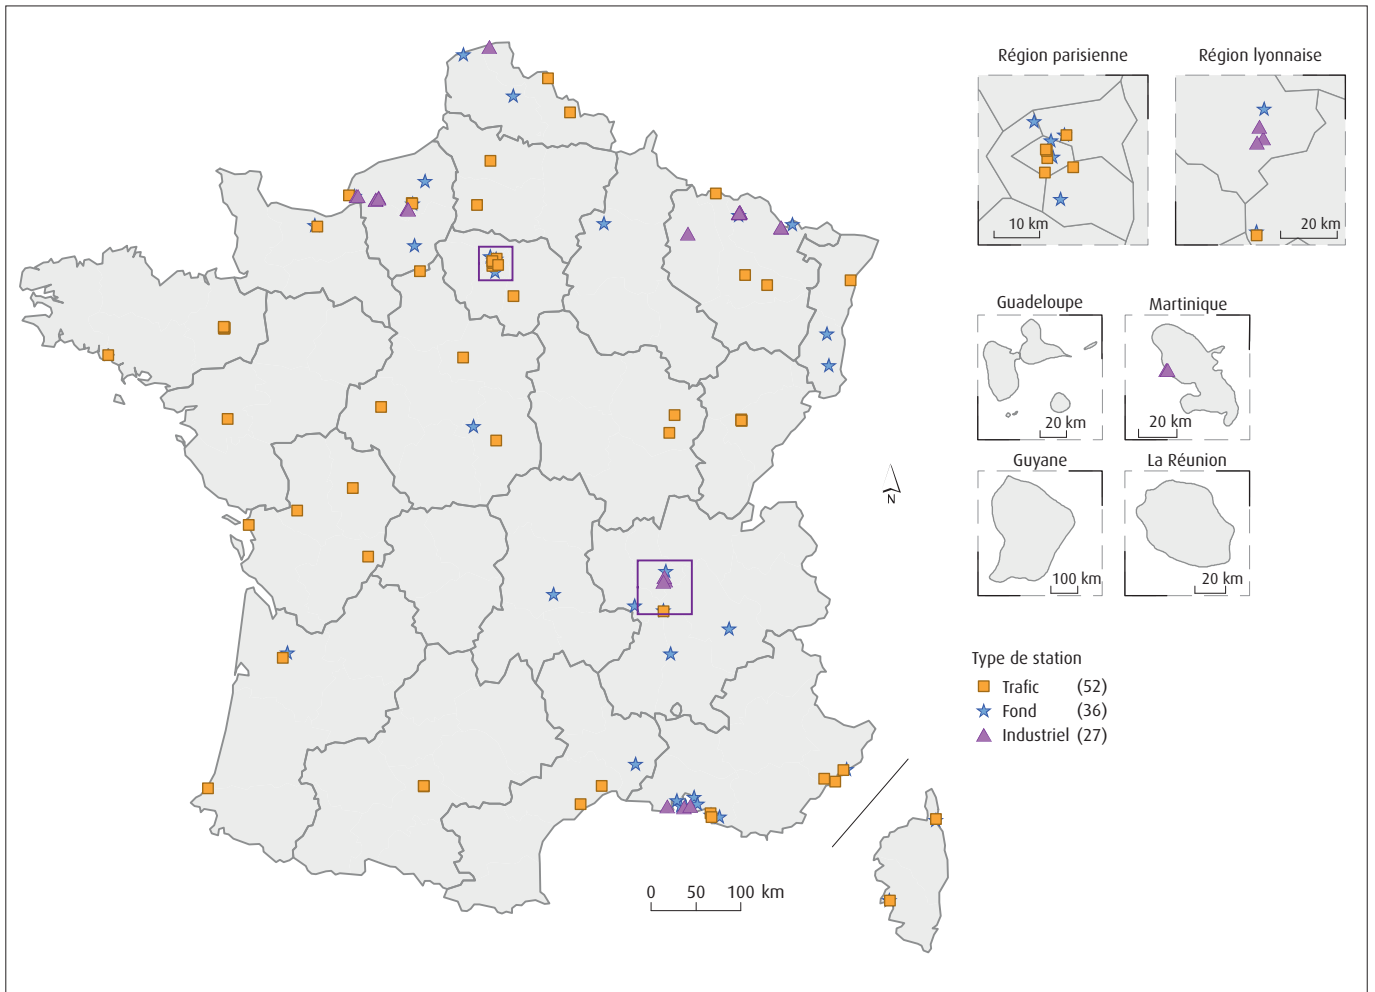 Région parisienne
Région lyonnaise
10 km
20 km
Guadeloupe
Martinique
20 km
20 km
Guyane
La Réunion
100 km
20 km
N
Type de station
Trafic (52)
Fond (36)
Industriel (27)
0 50 100 km